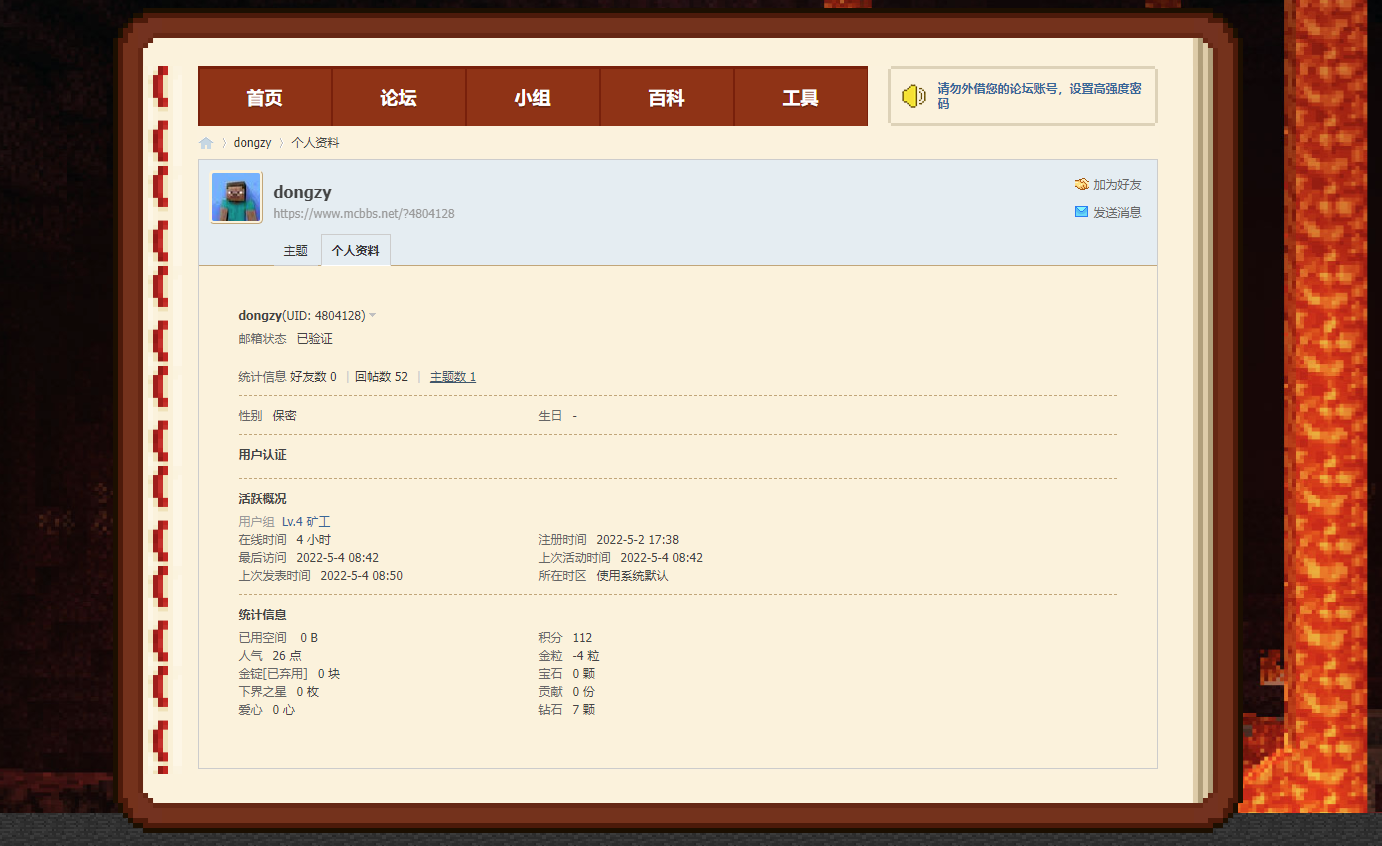 首页 论坛 小组 百科 工具
请勿外借您的论坛账号，设置高强度密
码
dongzy 个人资料
dongzy
https://www.mcbbs.net/?4804128
加为好友
发送消息
主题 个人资料
dongzy(UID: 4804128)
邮箱状态 已验证
统计信息 好友数 0 | 回帖数 52 | 主题数 1
性别 保密 生日 -
用户认证
活跃概况
用户组 Lv.4 矿工
在线时间 4 小时 注册时间 2022-5-2 17:38
最后访问 2022-5-4 08:42 上次活动时间 2022-5-4 08:42
上次发表时间 2022-5-4 08:50 所在时区 使用系统默认
统计信息
已用空间 0 B 积分 112
人气 26 点 金粒 -4 粒
金锭[已弃用] 0 块 宝石 0 颗
下界之星 0 枚 贡献 0 份
爱心 0 心 钻石 7 颗